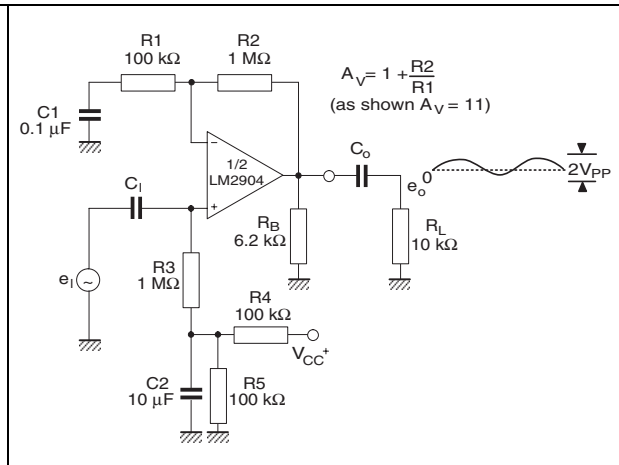 R1
100 kΩ
R2
1 MΩ
A_V = 1 + R2/R1
(as shown A_V = 11)
C1
0.1 µF
1/2
LM2904
−
+
C_I
C_o
e_o
0
2V_PP
R_B
6.2 kΩ
R_L
10 kΩ
e_I
~
R3
1 MΩ
R4
100 kΩ
V_CC+
C2
10 µF
R5
100 kΩ